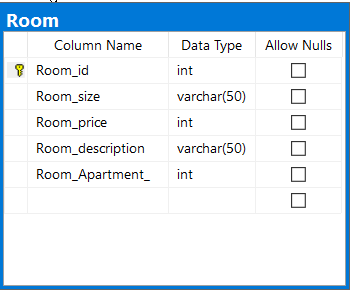 Room
Column Name Data Type Allow Nulls
Room_id int
Room_size varchar(50)
Room_price int
Room_description varchar(50)
Room_Apartment_ int